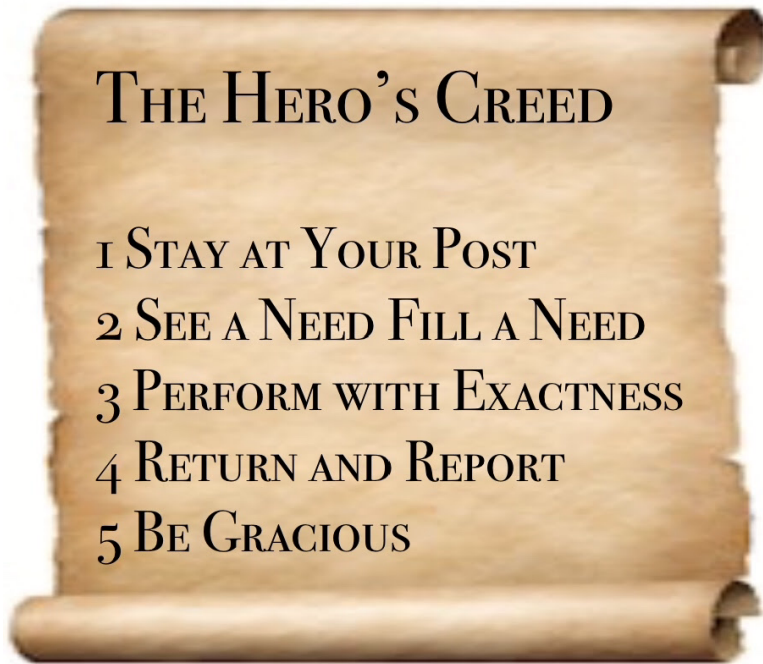 The Hero’s Creed
1 Stay at Your Post
2 See a Need Fill a Need
3 Perform with Exactness
4 Return and Report
5 Be Gracious